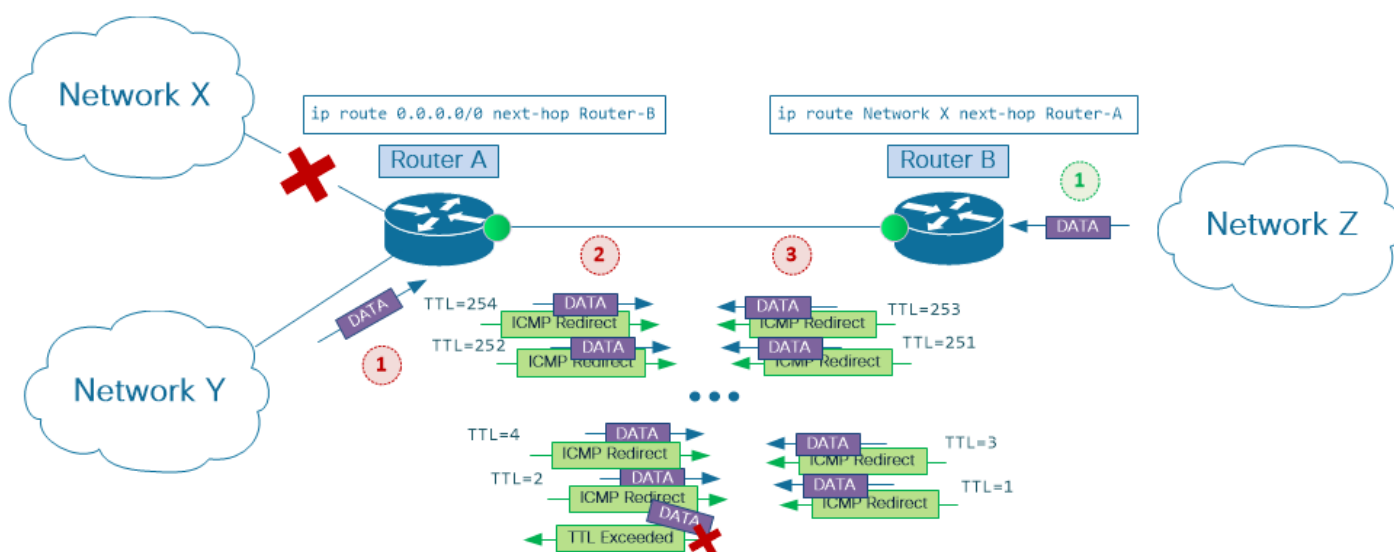 Network X
ip route 0.0.0.0/0 next-hop Router-B
ip route Network X next-hop Router-A
Router A
Router B
1
DATA
Network Z
2
3
DATA
1
Network Y
TTL=254
DATA
ICMP Redirect
TTL=252
DATA
ICMP Redirect
DATA
TTL=253
ICMP Redirect
DATA
TTL=251
ICMP Redirect
TTL=4
DATA
ICMP Redirect
TTL=2
DATA
ICMP Redirect
DATA
TTL Exceeded
DATA
TTL=3
ICMP Redirect
DATA
TTL=1
ICMP Redirect